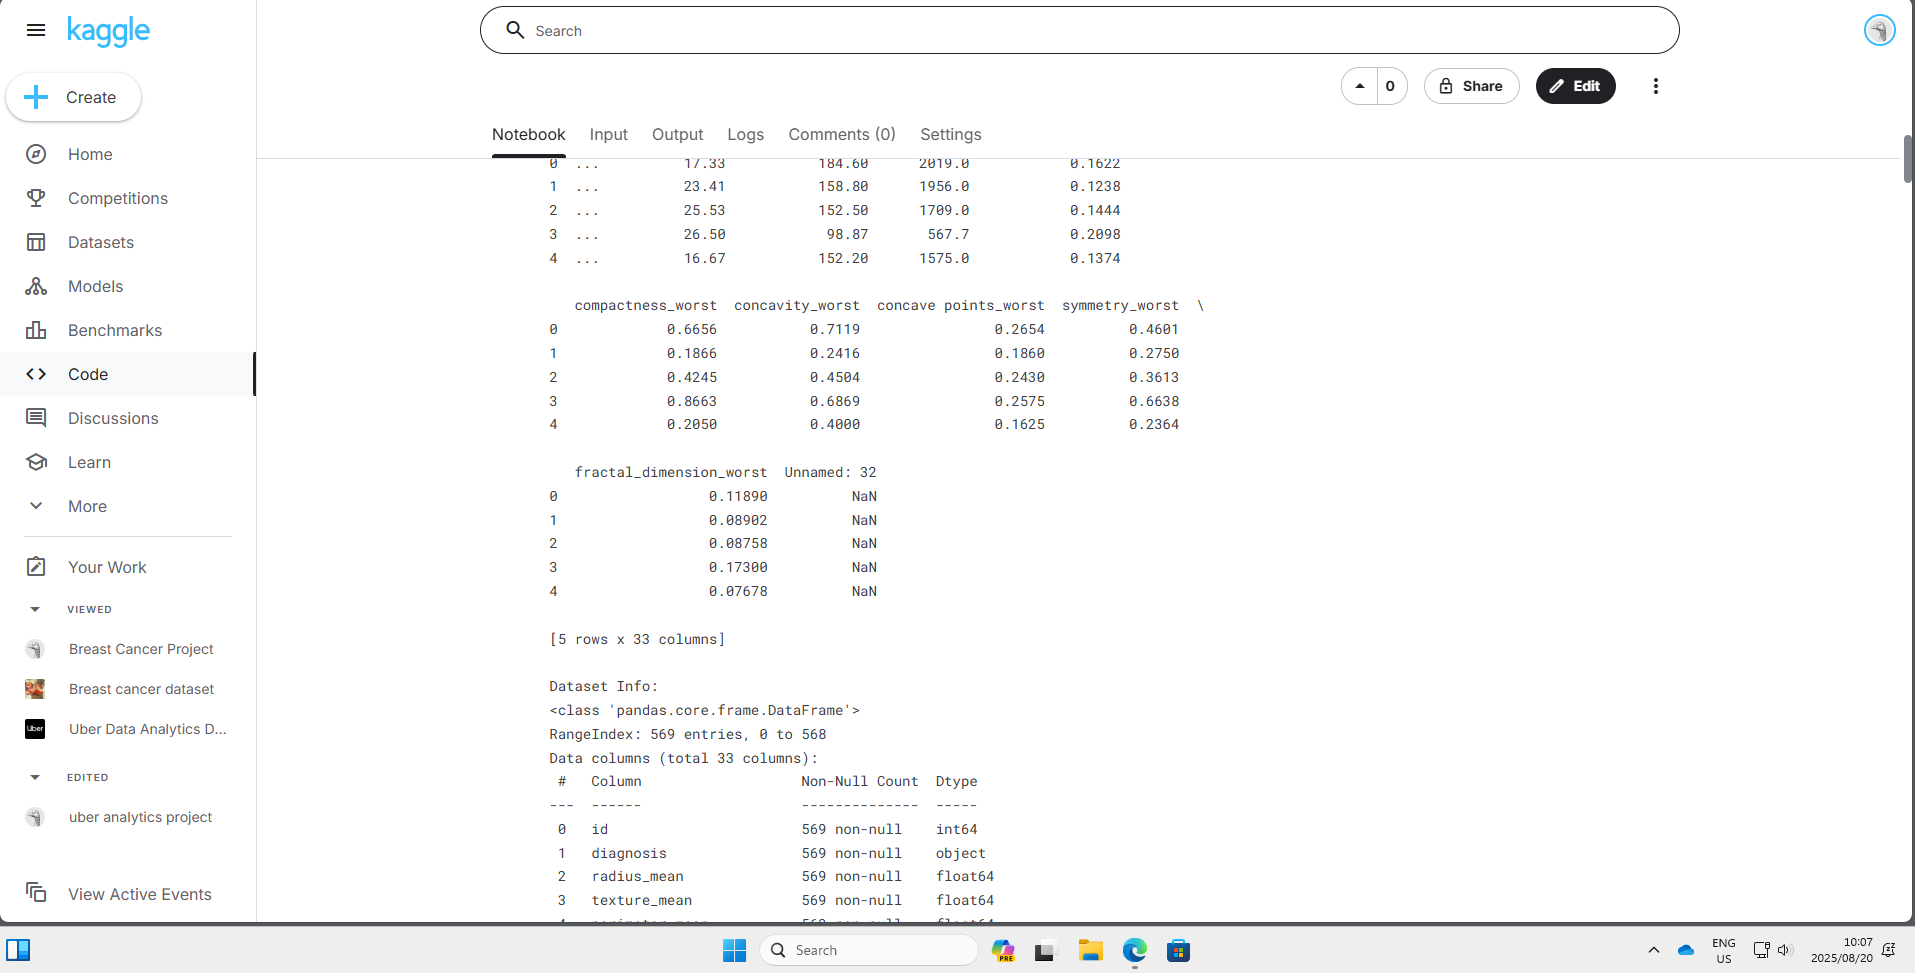 kaggle
Search
Create
0
Share
Edit
Notebook Input Output Logs Comments (0) Settings
Home
Competitions
Datasets
Models
Benchmarks
Code
Discussions
Learn
More
Your Work
VIEWED
Breast Cancer Project
Breast cancer dataset
Uber
Uber Data Analytics D...
EDITED
uber analytics project
View Active Events
0 ... 17.33 184.60 2019.0 0.1622
1 ... 23.41 158.80 1956.0 0.1238
2 ... 25.53 152.50 1709.0 0.1444
3 ... 26.50 98.87 567.7 0.2098
4 ... 16.67 152.20 1575.0 0.1374
compactness_worst concavity_worst concave points_worst symmetry_worst \
0 0.6656 0.7119 0.2654 0.4601
1 0.1866 0.2416 0.1860 0.2750
2 0.4245 0.4504 0.2430 0.3613
3 0.8663 0.6869 0.2575 0.6638
4 0.2050 0.4000 0.1625 0.2364
fractal_dimension_worst Unnamed: 32
0 0.11890 NaN
1 0.08902 NaN
2 0.08758 NaN
3 0.17300 NaN
4 0.07678 NaN
[5 rows x 33 columns]
Dataset Info:
<class 'pandas.core.frame.DataFrame'>
RangeIndex: 569 entries, 0 to 568
Data columns (total 33 columns):
# Column Non-Null Count Dtype
--- ------ -------------- -----
0 id 569 non-null int64
1 diagnosis 569 non-null object
2 radius_mean 569 non-null float64
3 texture_mean 569 non-null float64
Search
PRE
ENG
US
10:07
2025/08/20